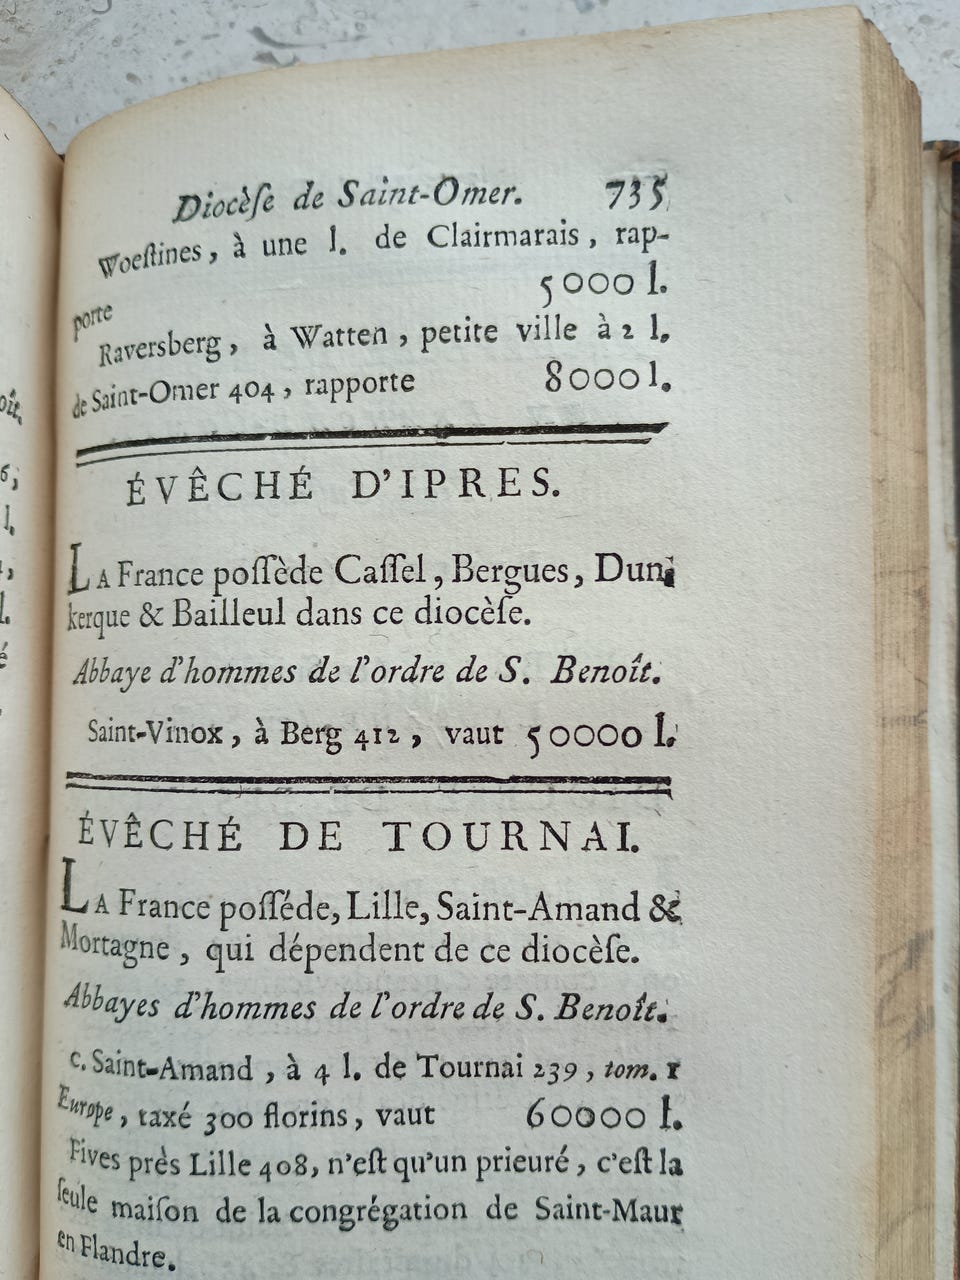 Diocèſe de Saint-Omer. 735
Woeſtines, à une l. de Clairmarais, rap-
porte 5000 l.
Raversberg, à Watten, petite ville à 2 l.
de Saint-Omer 404, rapporte 8000 l.
ÉVÊCHÉ D'IPRES.
LA France poſſède Caſſel, Bergues, Dun-
kerque & Bailleul dans ce diocèſe.
Abbaye d'hommes de l'ordre de S. Benoît.
Saint-Vinox, à Berg 412, vaut 50000 l.
ÉVÊCHÉ DE TOURNAI.
LA France poſſéde, Lille, Saint-Amand &
Mortagne, qui dépendent de ce diocèſe.
Abbayes d'hommes de l'ordre de S. Benoît.
c. Saint-Amand, à 4 l. de Tournai 239, tom. 1
Europe, taxé 300 florins, vaut 60000 l.
Fives près Lille 408, n'eſt qu'un prieuré, c'eſt la
ſeule maiſon de la congrégation de Saint-Maur
en Flandre.